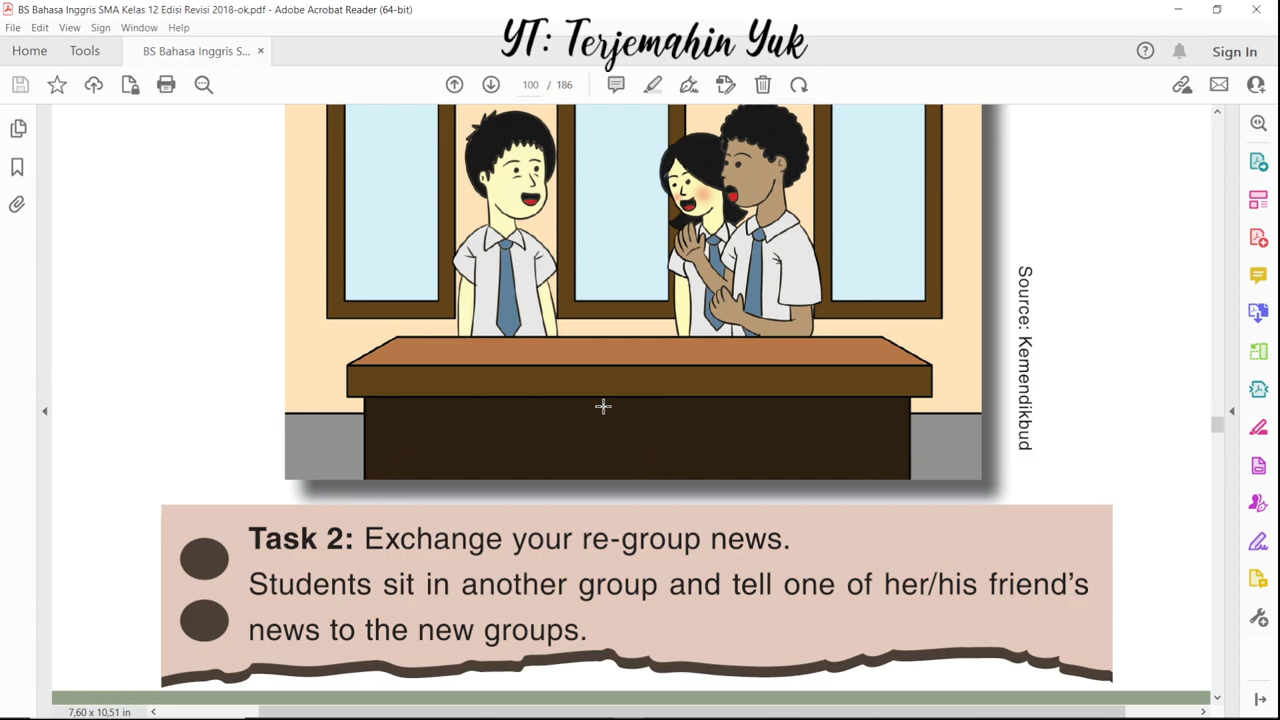 BS Bahasa Inggris SMA Kelas 12 Edisi Revisi 2018-ok.pdf - Adobe Acrobat Reader (64-bit)
YT: Terjemahin Yuk
File Edit View Sign Window Help
Home Tools BS Bahasa Inggris S... × Sign In
100 / 186
Source: Kemendikbud
Task 2: Exchange your re-group news.
Students sit in another group and tell one of her/his friend's
news to the new groups.
7,60 x 10,51 in